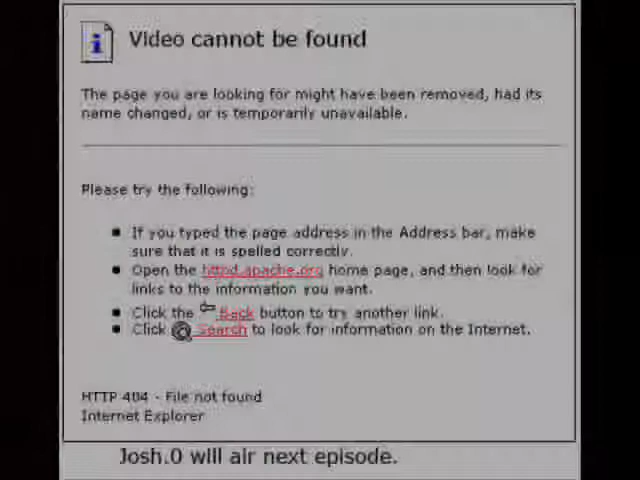 Video cannot be found
The page you are looking for might have been removed, had its
name changed, or is temporarily unavailable.
Please try the following:
If you typed the page address in the Address bar, make
sure that it is spelled correctly.
Open the httpd.apache.org home page, and then look for
links to the information you want.
Click the Back button to try another link.
Click Search to look for information on the Internet.
HTTP 404 - File not found
Internet Explorer
Josh.0 will air next episode.